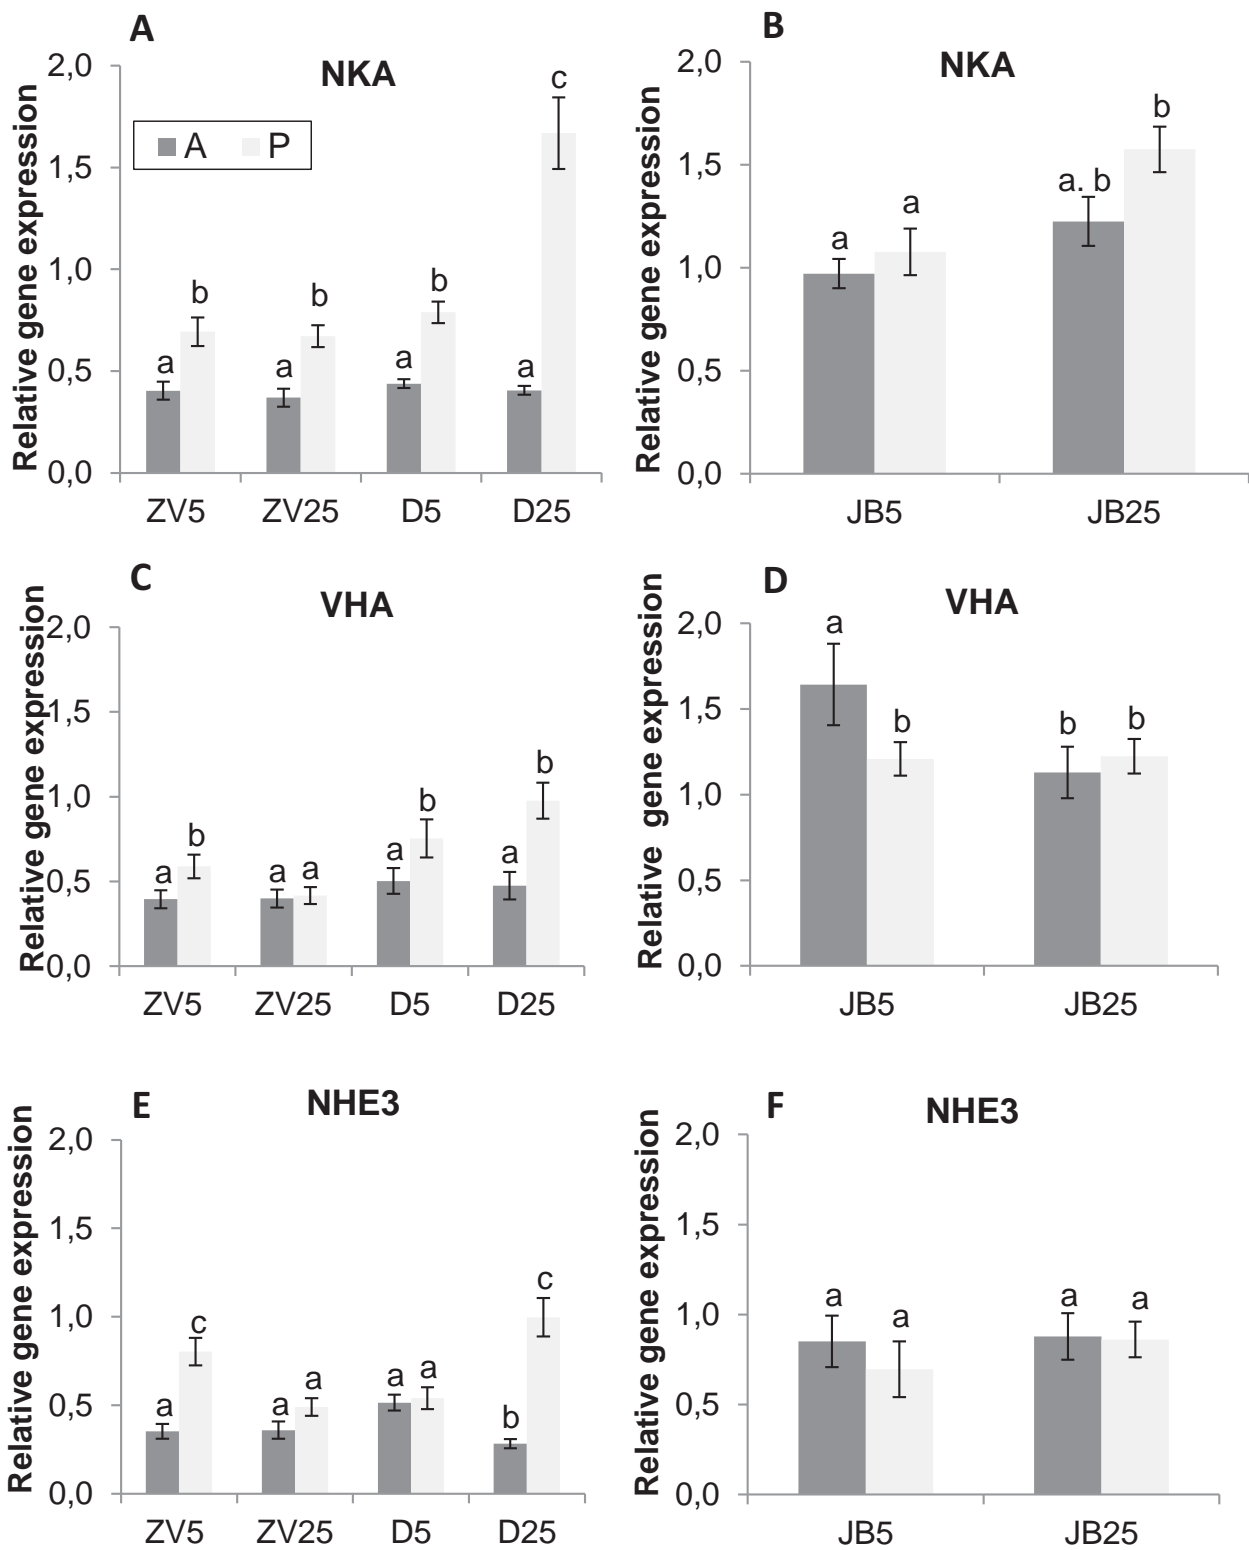 A
NKA
Relative gene expression
2,0
1,5
1,0
0,5
0,0
A P
a b a b a b a c
ZV5 ZV25 D5 D25
B
NKA
Relative gene expression
2,0
1,5
1,0
0,5
0,0
a a a. b b
JB5 JB25
C
VHA
Relative gene expression
2,0
1,5
1,0
0,5
0,0
a b a a a b a b
ZV5 ZV25 D5 D25
D
VHA
Relative gene expression
2,0
1,5
1,0
0,5
0,0
a b b b
JB5 JB25
E
NHE3
Relative gene expression
2,0
1,5
1,0
0,5
0,0
a c a a a a b c
ZV5 ZV25 D5 D25
F
NHE3
Relative gene expression
2,0
1,5
1,0
0,5
0,0
a a a a
JB5 JB25